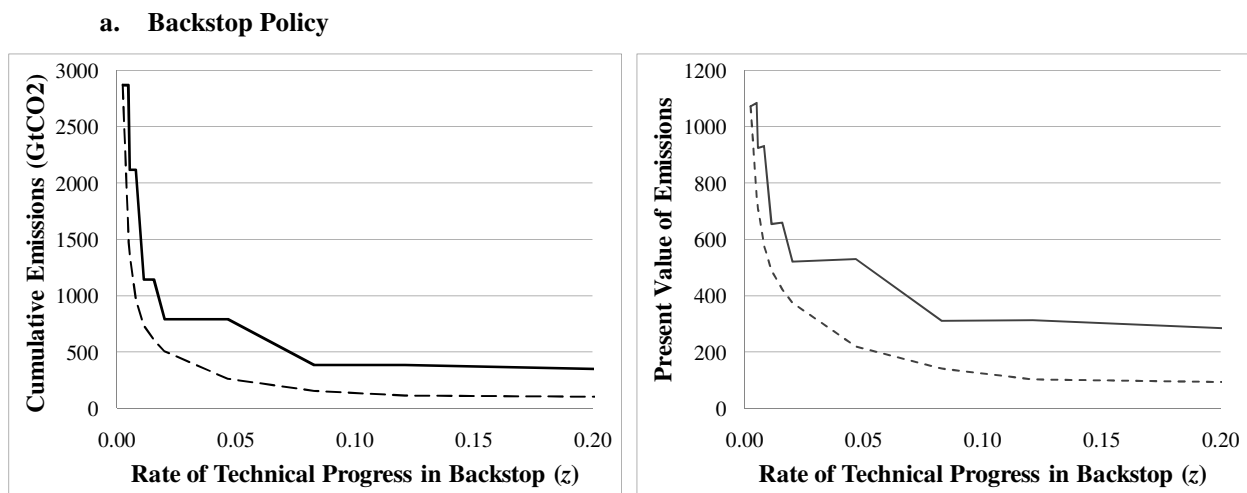 a. Backstop Policy
Cumulative Emissions (GtCO2)
3000
2500
2000
1500
1000
500
0
0.00 0.05 0.10 0.15 0.20
Rate of Technical Progress in Backstop (z)
Present Value of Emissions
1200
1000
800
600
400
200
0
0.00 0.05 0.10 0.15 0.20
Rate of Technical Progress in Backstop (z)